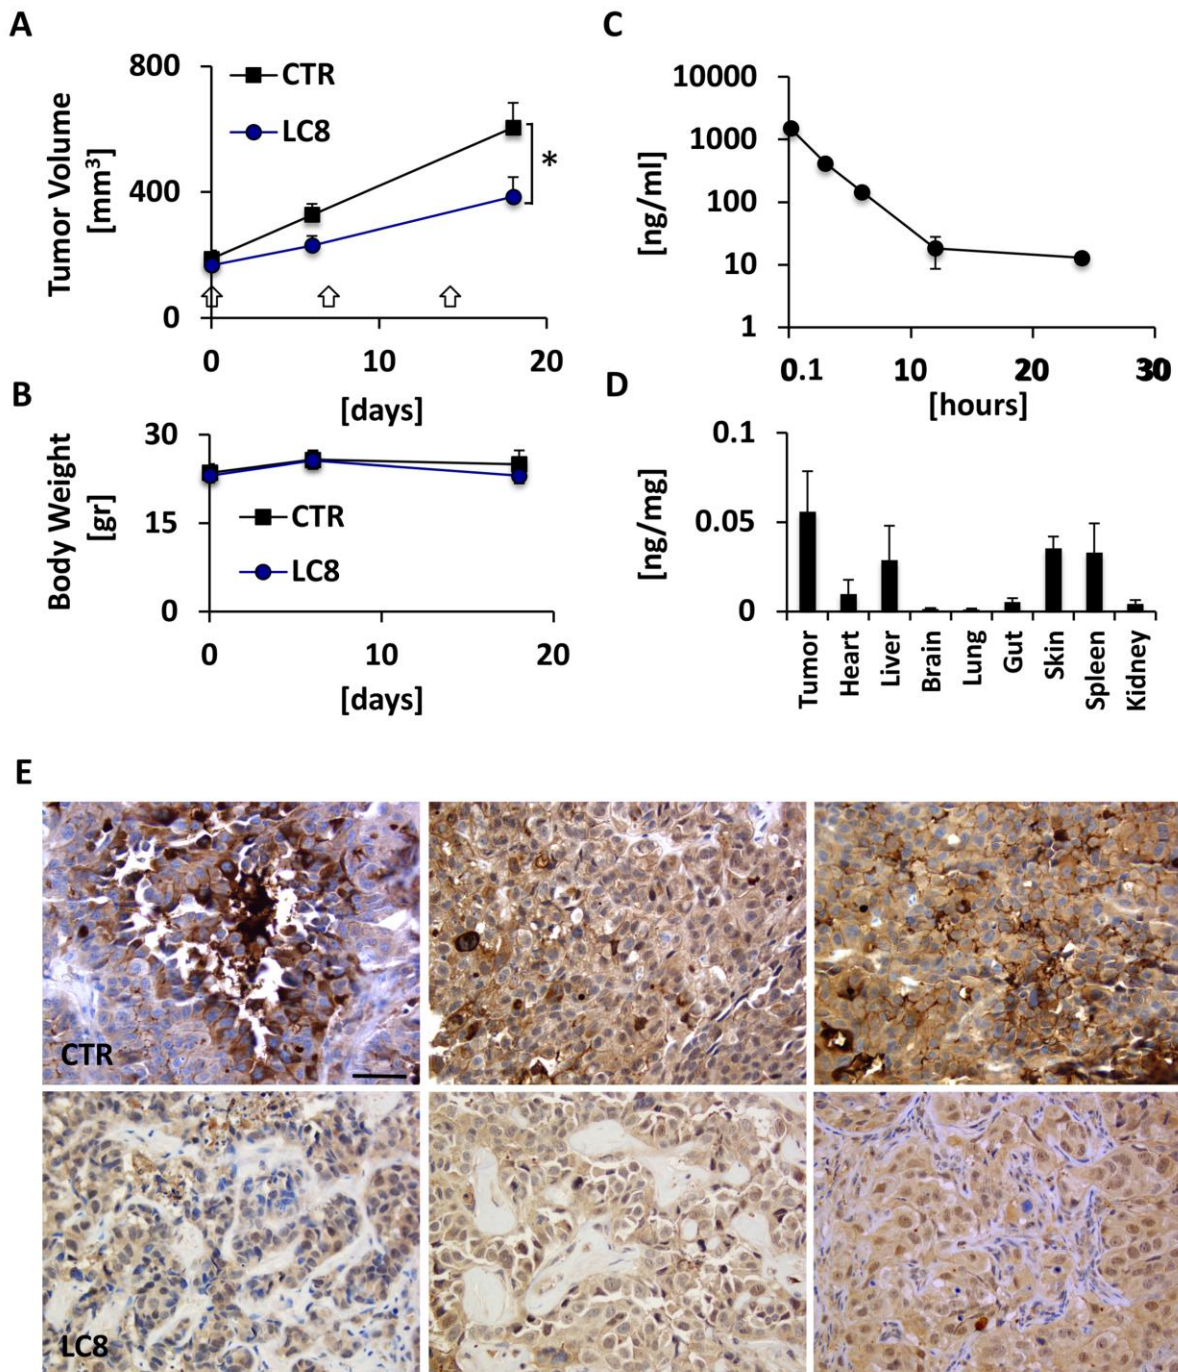 A
Tumor Volume
[mm³]
800
400
0
CTR
LC8
*
0
10
20
[days]
B
Body Weight
[gr]
30
15
0
CTR
LC8
0
20
[days]
C
[ng/ml]
10000
1000
100
10
1
0.1
10
20
30
[hours]
D
[ng/mg]
0.1
0.05
0
Tumor
Heart
Liver
Brain
Lung
Gut
Skin
Spleen
Kidney
E
CTR
LC8